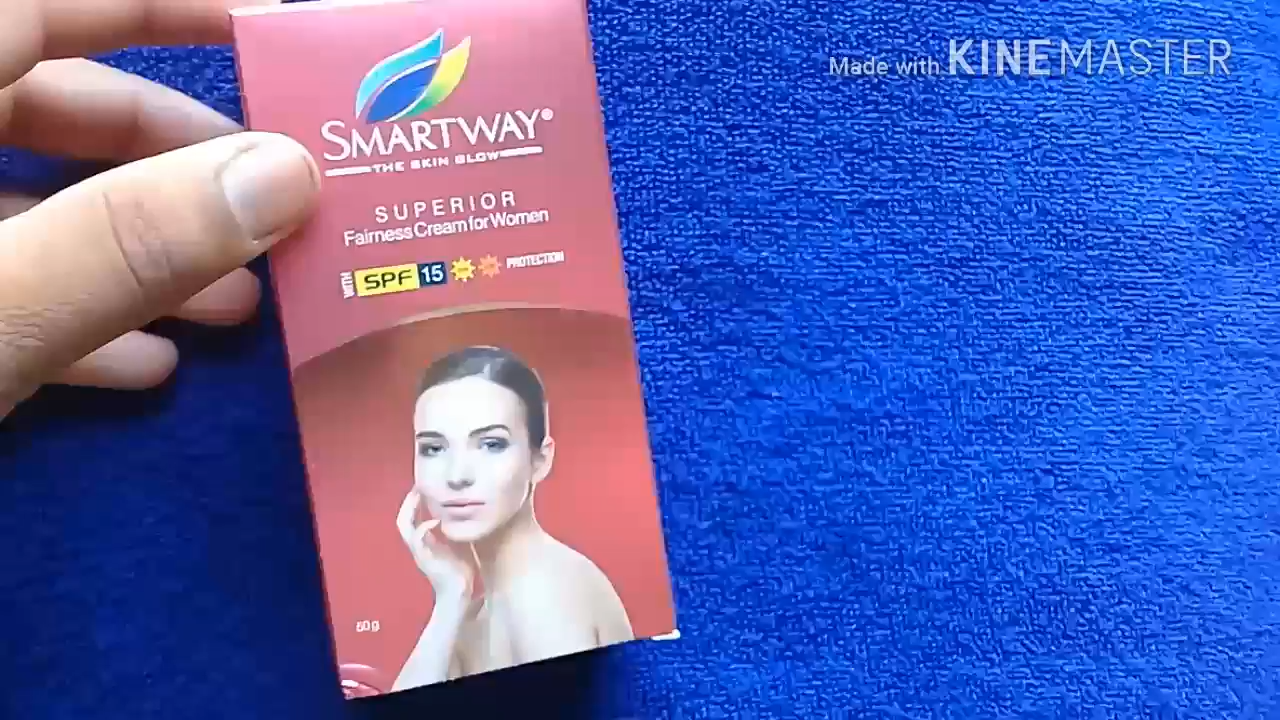 Made with KINEMASTER
SMARTWAY®
THE SKIN GLOW
SUPERIOR
Fairness Cream for Women
WITH SPF 15 PROTECTION
50g